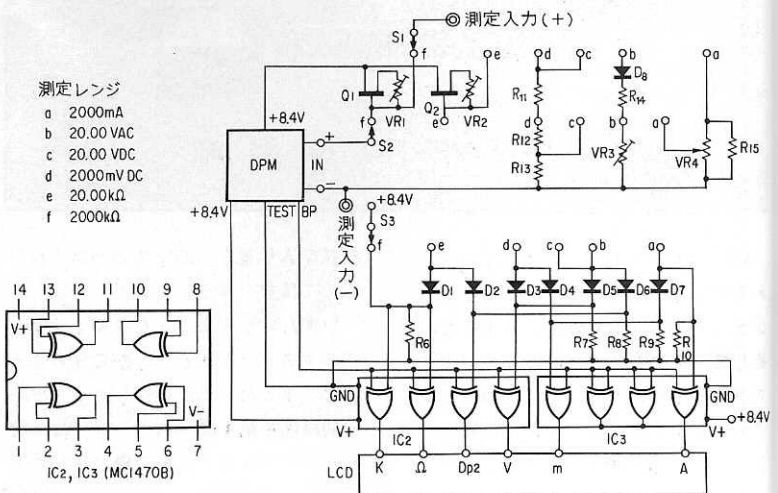 測定入力(+)
S1
f
e
d
c
b
a
D8
R11
R14
Q1
VR1
Q2
VR2
+8.4V
f
S2
e
d
c
b
a
R12
R13
VR3
VR4
R15
測定レンジ
a 2000mA
b 20.00 VAC
c 20.00 VDC
d 2000mV DC
e 20.00kΩ
f 2000kΩ
DPM
+
IN
−
+8.4V
TEST
BP
測定入力(−)
+8.4V
S3
f
e
d
c
b
a
D1
D2
D3
D4
D5
D6
D7
R6
R7
R8
R9
R10
14 13 12 11 10 9 8
V+
V-
1 2 3 4 5 6 7
IC2, IC3 (MC1470B)
GND
V+
IC2
IC3
GND
V+
+8.4V
K
Ω
Dp2
V
m
A
LCD